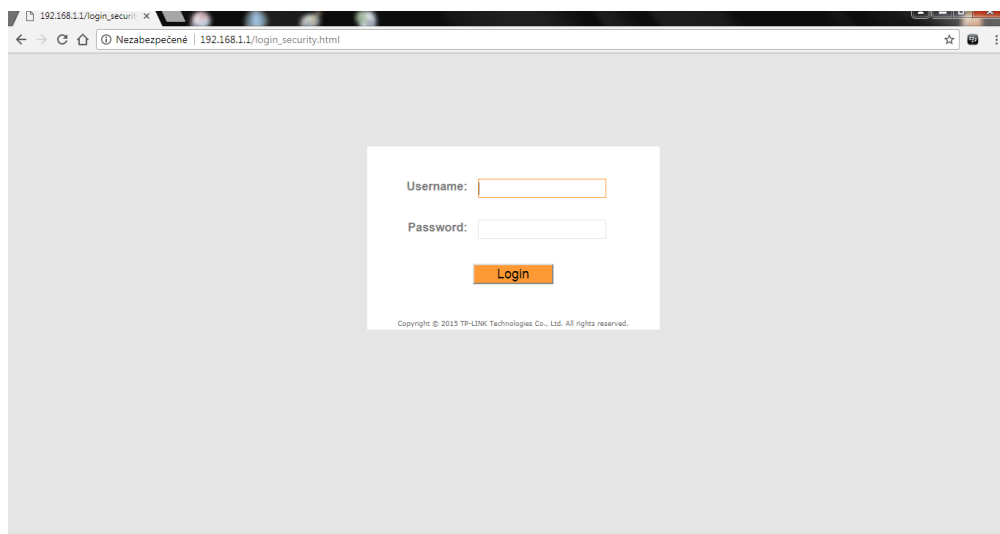 192.168.1.1/login_securit
Nezabezpečené | 192.168.1.1/login_security.html
Username:
Password:
Login
Copyright © 2015 TP-LINK Technologies Co., Ltd. All rights reserved.